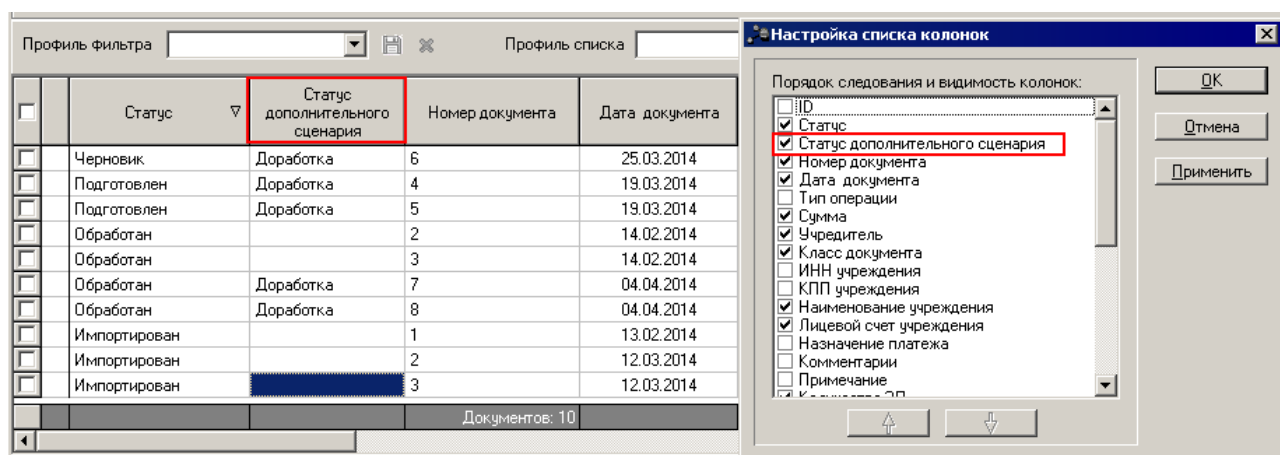 Профиль фильтра
Профиль списка
Статус
Статус дополнительного сценария
Номер документа
Дата документа
Черновик Доработка 6 25.03.2014
Подготовлен Доработка 4 19.03.2014
Подготовлен Доработка 5 19.03.2014
Обработан 2 14.02.2014
Обработан 3 14.02.2014
Обработан Доработка 7 04.04.2014
Обработан Доработка 8 04.04.2014
Импортирован 1 13.02.2014
Импортирован 2 12.03.2014
Импортирован 3 12.03.2014
Документов: 10
Настройка списка колонок
Порядок следования и видимость колонок:
ID
Статус
Статус дополнительного сценария
Номер документа
Дата документа
Тип операции
Сумма
Учредитель
Класс документа
ИНН учреждения
КПП учреждения
Наименование учреждения
Лицевой счет учреждения
Назначение платежа
Комментарии
Примечание
OK
Отмена
Применить